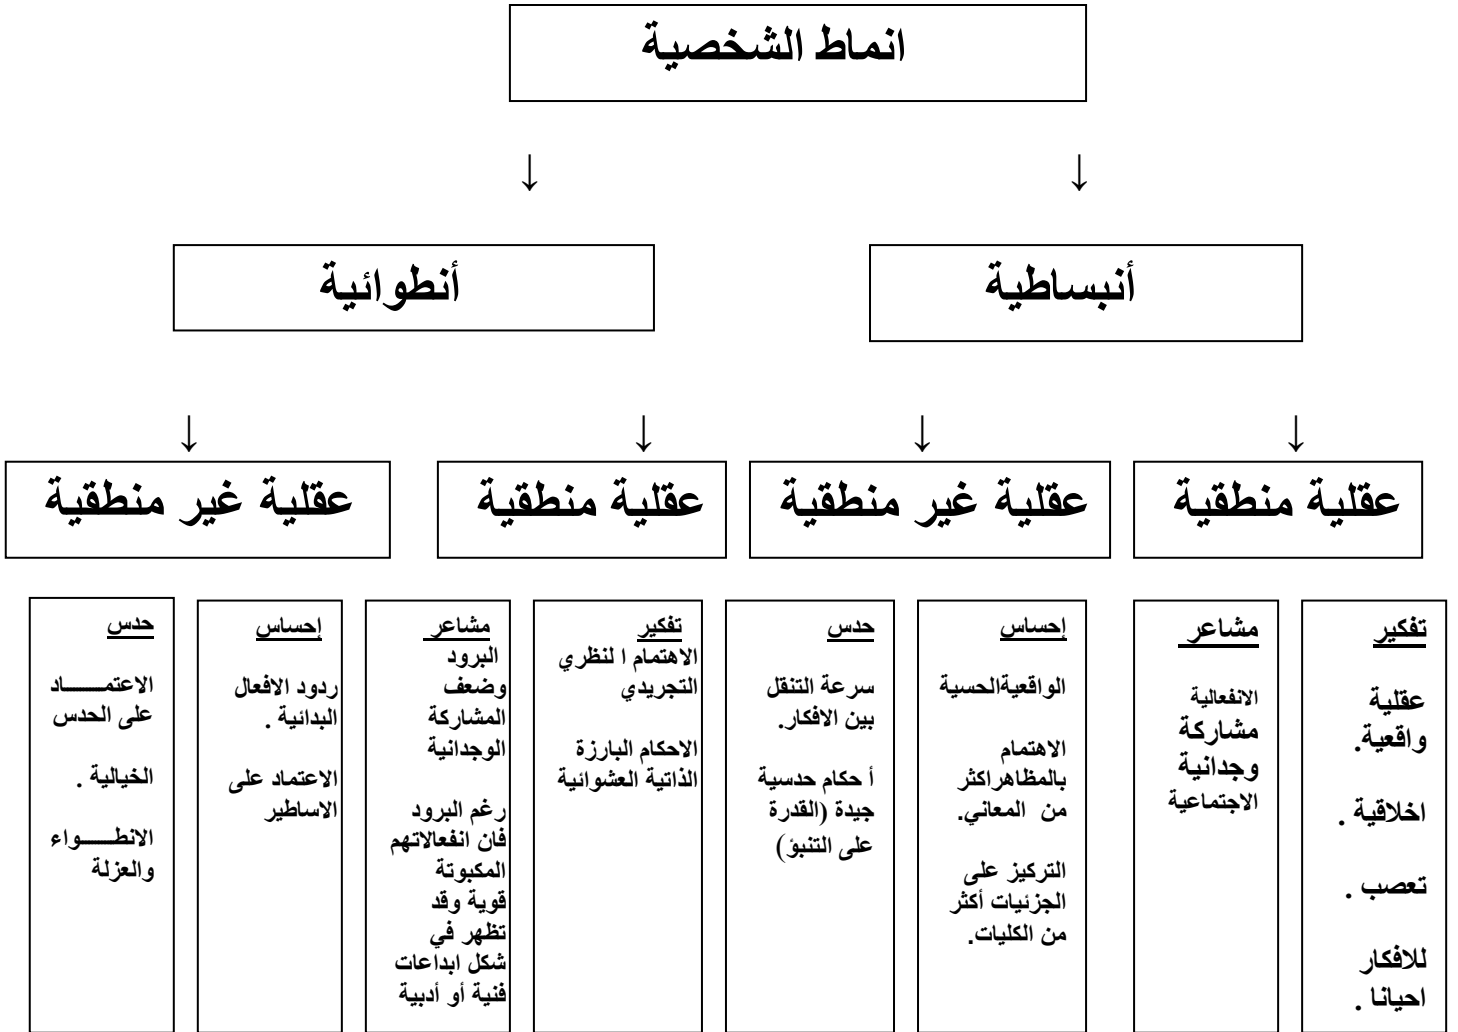 انماط الشخصية
↓
↓
أنبساطية
أنطوائية
↓
↓
↓
↓
عقلية منطقية
عقلية غير منطقية
عقلية منطقية
عقلية غير منطقية
تفكير
عقلية
واقعية.
اخلاقية .
تعصب .
للافكار
احيانا .
مشاعر
الانفعالية
مشاركة
وجدانية
الاجتماعية
إحساس
الواقعيةالحسية
الاهتمام
بالمظاهراكثر
من المعاني.
التركيز على
الجزئيات أكثر
من الكليات.
حدس
سرعة التنقل
بين الافكار.
أ حكام حدسية
جيدة (القدرة
على التنبؤ)
تفكير
الاهتمام ا لنظري
التجريدي
الاحكام البارزة
الذاتية العشوائية
مشاعر
البرود
وضعف
المشاركة
الوجدانية
رغم البرود
فان انفعالاتهم
المكبوتة
قوية وقد
تظهر في
شكل ابداعات
فنية أو أدبية
إحساس
ردود الافعال
البدائية .
الاعتماد على
الاساطير
حدس
الاعتمـــــاد
على الحدس
الخيالية .
الانطـــــواء
والعزلة